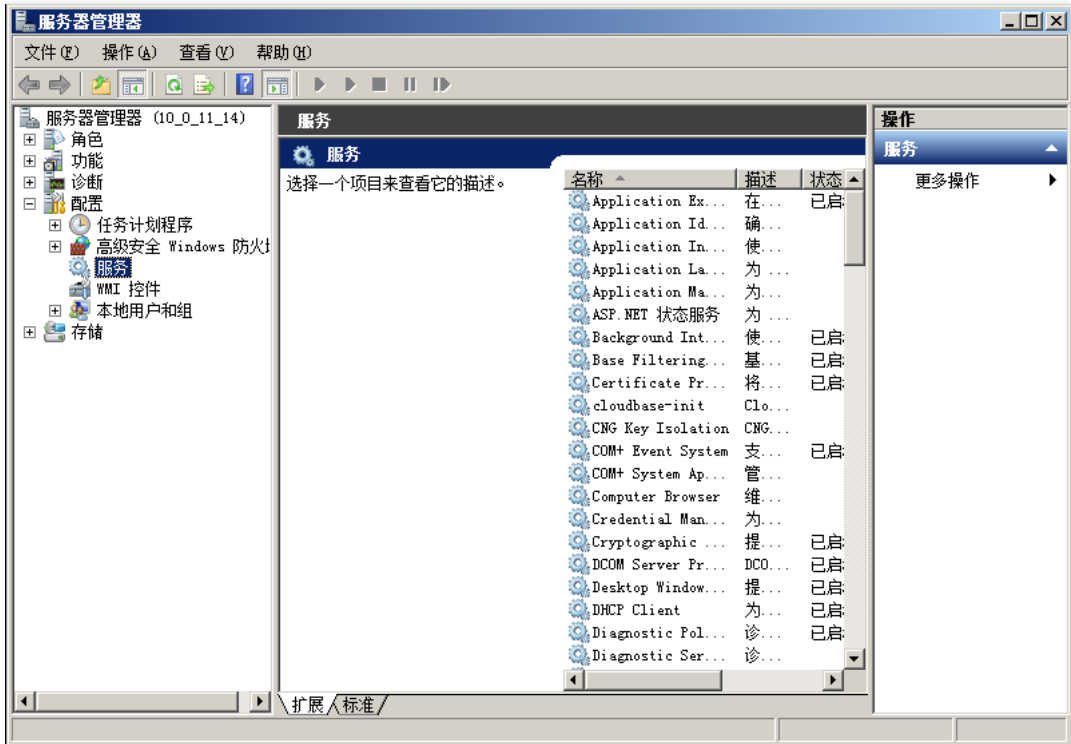 服务器管理器
文件(F) 操作(A) 查看(V) 帮助(H)
服务器管理器 (10_0_11_14)
角色
功能
诊断
配置
任务计划程序
高级安全 Windows 防火
服务
WMI 控件
本地用户和组
存储
服务
服务
选择一个项目来查看它的描述。
名称 描述 状态
Application Ex... 在... 已启
Application Id... 确...
Application In... 使...
Application La... 为 ...
Application Ma... 为...
ASP.NET 状态服务 为 ...
Background Int... 使... 已启
Base Filtering... 基... 已启
Certificate Pr... 将... 已启
cloudbase-init Clo...
CNG Key Isolation CNG...
COM+ Event System 支... 已启
COM+ System Ap... 管...
Computer Browser 维...
Credential Man... 为...
Cryptographic ... 提... 已启
DCOM Server Pr... DCO... 已启
Desktop Window... 提... 已启
DHCP Client 为... 已启
Diagnostic Pol... 诊... 已启
Diagnostic Ser... 诊...
扩展 标准
操作
服务
更多操作